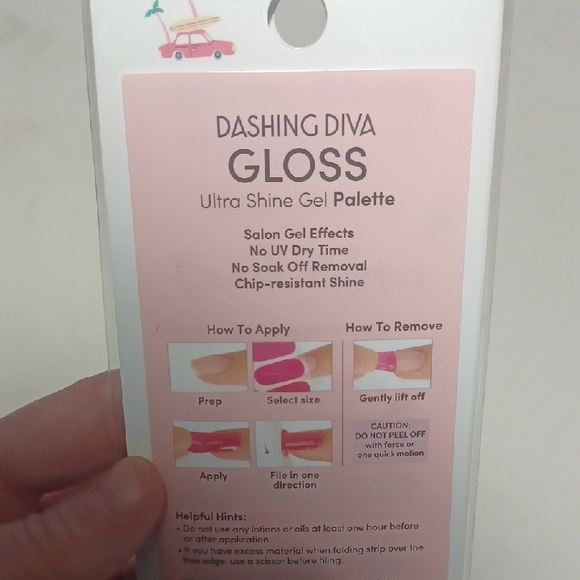 DASHING DIVA
GLOSS
Ultra Shine Gel Palette
Salon Gel Effects
No UV Dry Time
No Soak Off Removal
Chip-resistant Shine
How To Apply
Prep
Select size
Apply
File in one
direction
How To Remove
Gently lift off
CAUTION:
DO NOT PEEL OFF
with force or
one quick motion
Helpful Hints:
• Do not use any lotions or oils at least one hour before
or after application.
• If you have excess material when folding strip over the
free edge, use a scissor before filing.